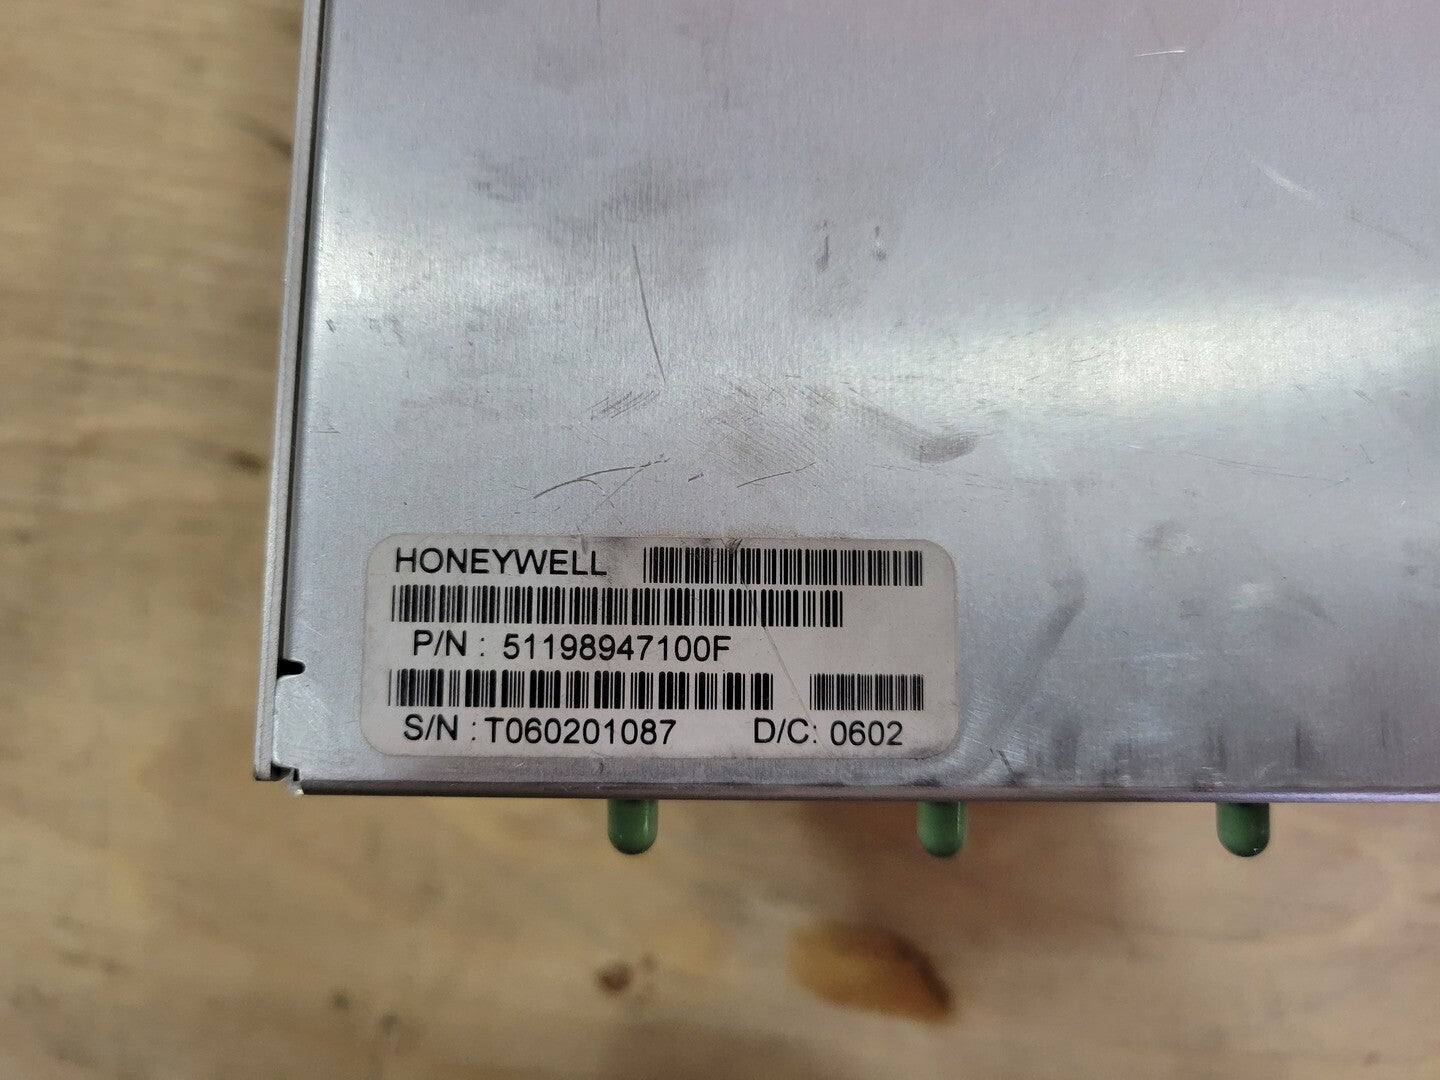 HONEYWELL
P/N : 51198947100F
S/N : T060201087 D/C: 0602